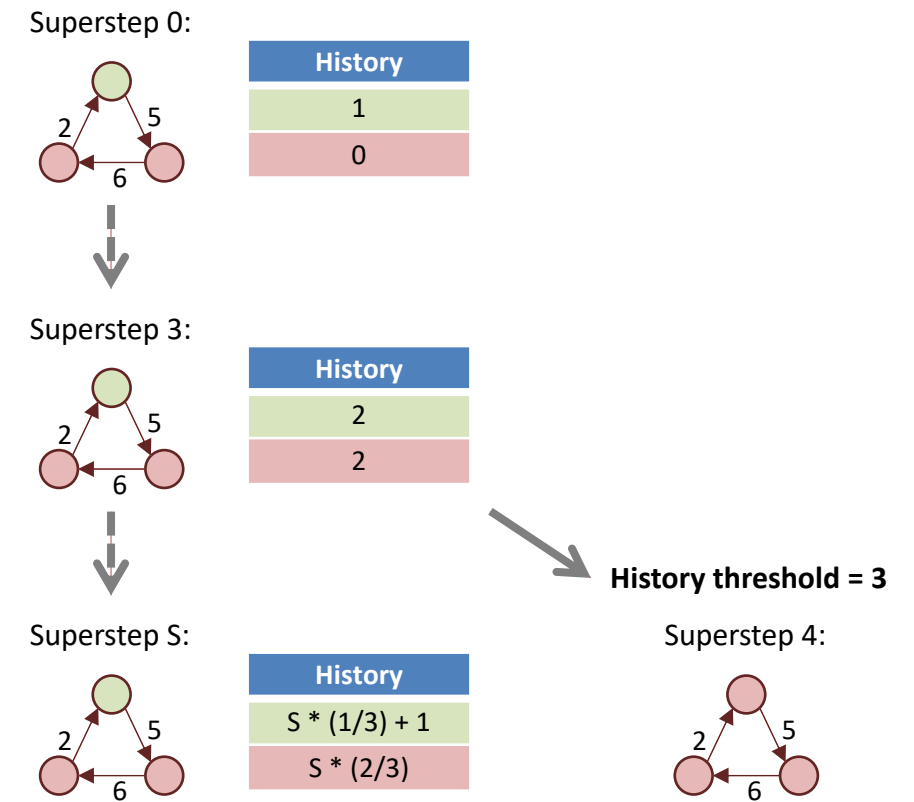 Superstep 0:
History
1
0
2
5
6
Superstep 3:
History
2
2
2
5
6
History threshold = 3
Superstep S:
History
S * (1/3) + 1
S * (2/3)
2
5
6
Superstep 4:
2
5
6